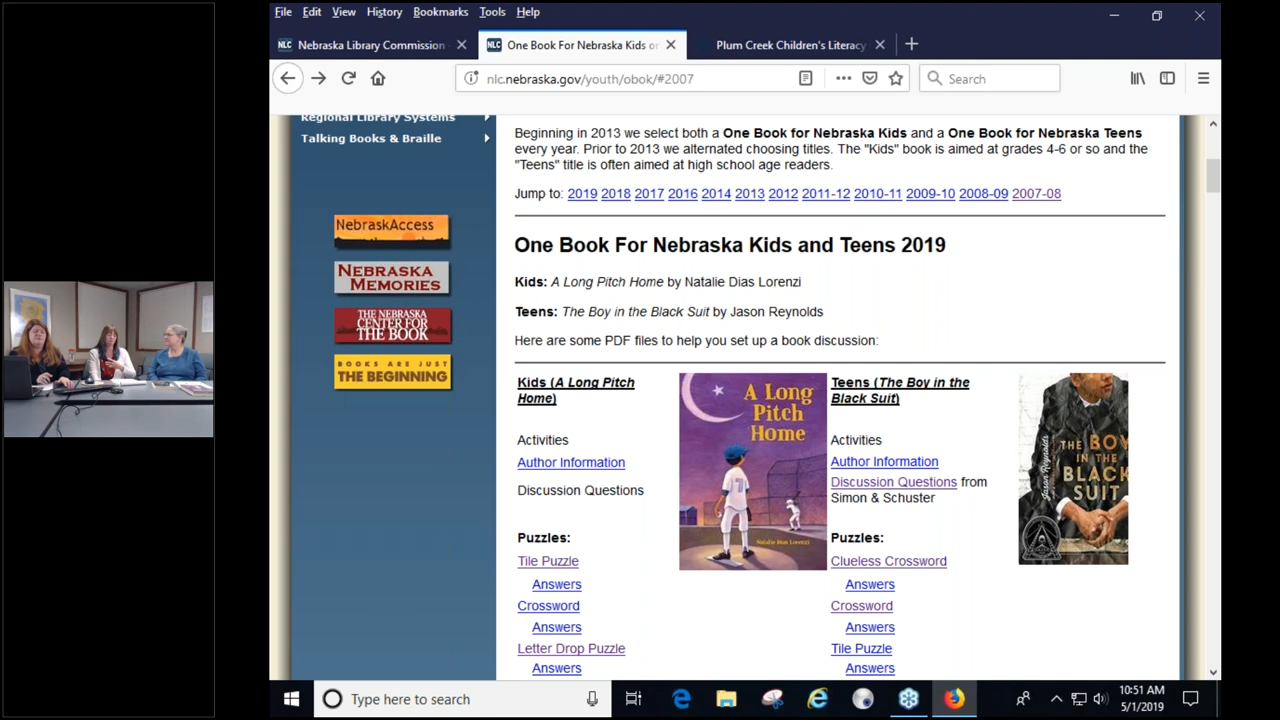 File Edit View History Bookmarks Tools Help
NLC Nebraska Library Commission
NLC One Book For Nebraska Kids or
Plum Creek Children's Literacy
nlc.nebraska.gov/youth/obok/#2007
Search
Regional Library Systems
Talking Books & Braille
NebraskAccess
NEBRASKA
MEMORIES
THE NEBRASKA
CENTER FOR
THE BOOK
BOOKS ARE JUST
THE BEGINNING
Beginning in 2013 we select both a One Book for Nebraska Kids and a One Book for Nebraska Teens
every year. Prior to 2013 we alternated choosing titles. The "Kids" book is aimed at grades 4-6 or so and the
"Teens" title is often aimed at high school age readers.
Jump to: 2019 2018 2017 2016 2014 2013 2012 2011-12 2010-11 2009-10 2008-09 2007-08
One Book For Nebraska Kids and Teens 2019
Kids: A Long Pitch Home by Natalie Dias Lorenzi
Teens: The Boy in the Black Suit by Jason Reynolds
Here are some PDF files to help you set up a book discussion:
Kids (A Long Pitch
Home)
Activities
Author Information
Discussion Questions
Puzzles:
Tile Puzzle
Answers
Crossword
Answers
Letter Drop Puzzle
Answers
A Long
Pitch
Home
7
Natalie Dias Lorenzi
Teens (The Boy in the
Black Suit)
Activities
Author Information
Discussion Questions from
Simon & Schuster
Puzzles:
Clueless Crossword
Answers
Crossword
Answers
Tile Puzzle
Answers
THE BOY
IN THE
BLACK
SUIT
Jason Reynolds
Type here to search
10:51 AM
5/1/2019